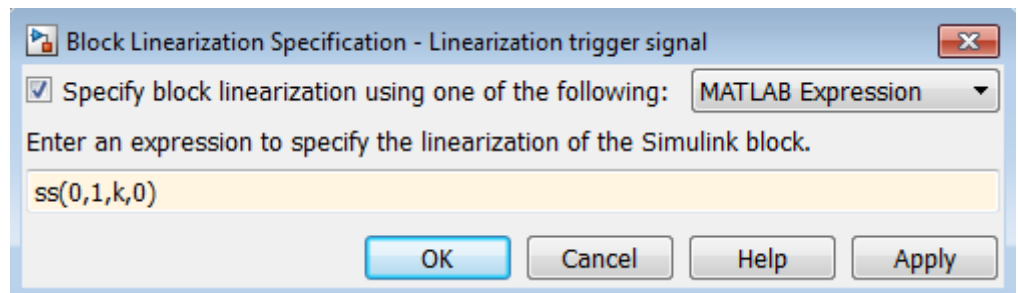 Block Linearization Specification - Linearization trigger signal
Specify block linearization using one of the following: MATLAB Expression
Enter an expression to specify the linearization of the Simulink block.
ss(0,1,k,0)
OK Cancel Help Apply